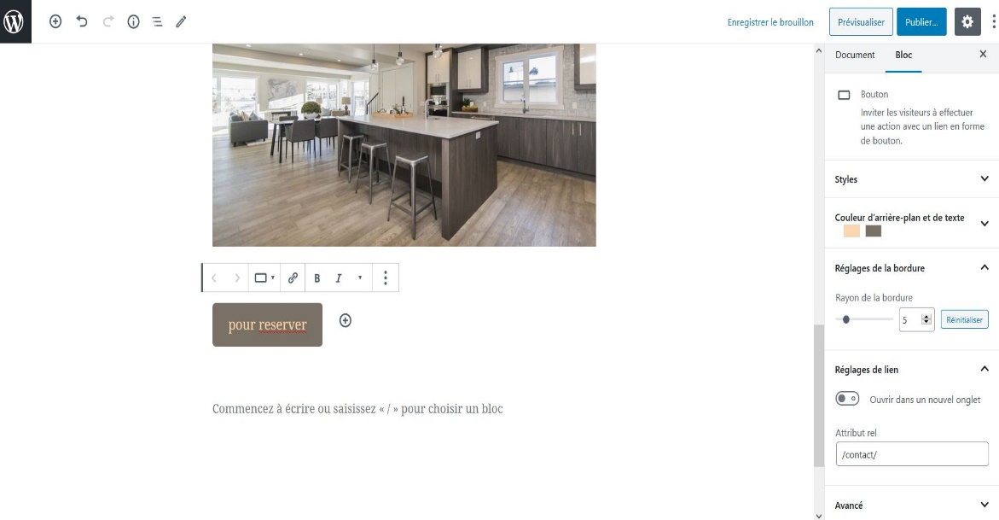 Enregistrer le brouillon
Prévisualiser
Publier...
Document
Bloc
Bouton
Inviter les visiteurs à effectuer
une action avec un lien en forme
de bouton.
Styles
Couleur d'arrière-plan et de texte
Réglages de la bordure
Rayon de la bordure
5
Réinitialiser
Réglages de lien
Ouvrir dans un nouvel onglet
Attribut rel
/contact/
Avancé
B I
pour reserver
Commencez à écrire ou saisissez « / » pour choisir un bloc